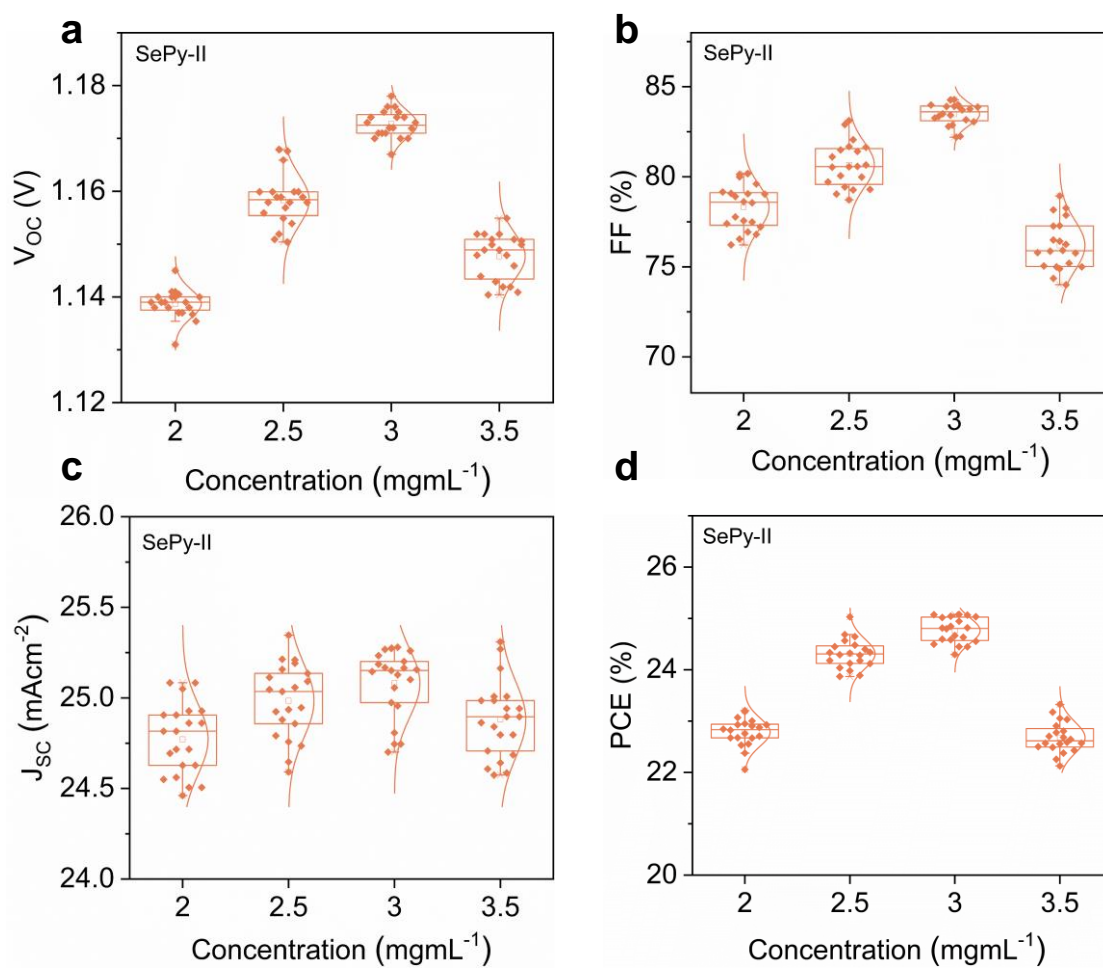 a
SePy-II
1.18
1.16
1.14
1.12
V_OC (V)
2 2.5 3 3.5
Concentration (mgmL⁻¹)
b
SePy-II
85
80
75
70
FF (%)
2 2.5 3 3.5
Concentration (mgmL⁻¹)
c
SePy-II
26.0
25.5
25.0
24.5
24.0
J_SC (mAcm⁻²)
2 2.5 3 3.5
Concentration (mgmL⁻¹)
d
SePy-II
26
24
22
20
PCE (%)
2 2.5 3 3.5
Concentration (mgmL⁻¹)